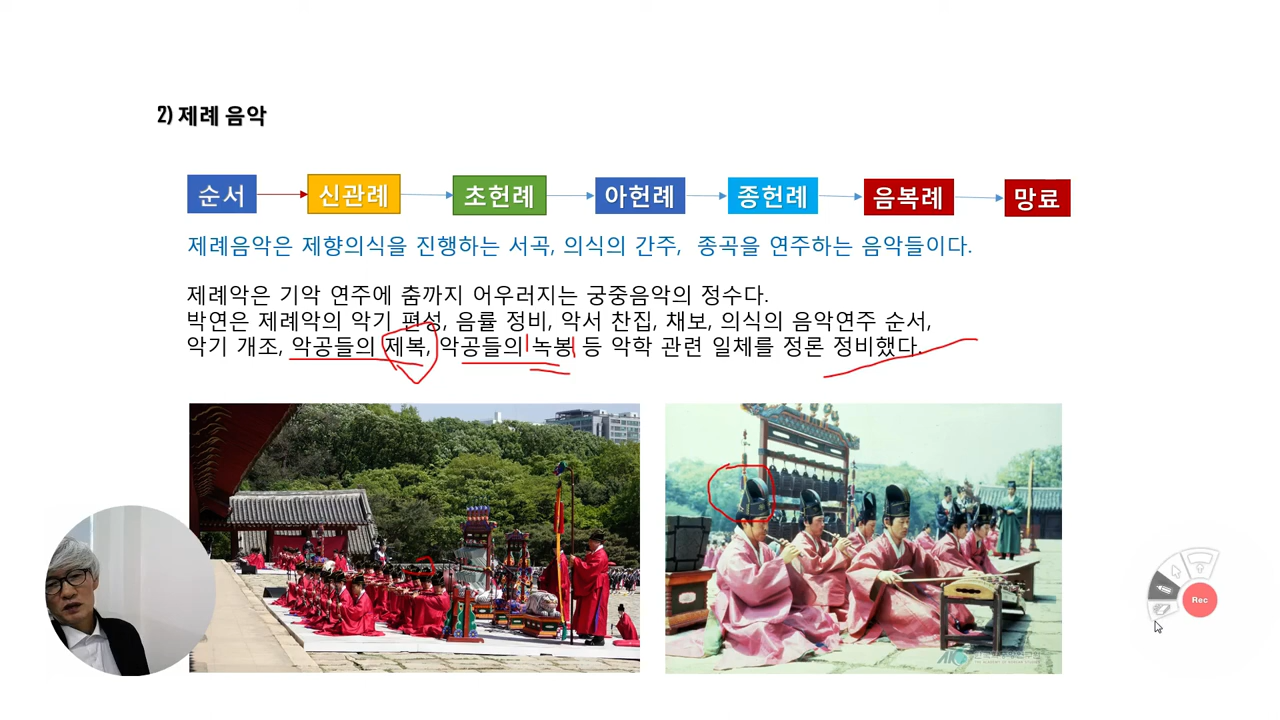 2) 제례 음악
순서 신관례 초헌례 아헌례 종헌례 음복례 망료
제례음악은 제향의식을 진행하는 서곡, 의식의 간주, 종곡을 연주하는 음악들이다.
제례악은 기악 연주에 춤까지 어우러지는 궁중음악의 정수다.
박연은 제례악의 악기 편성, 음률 정비, 악서 찬집, 채보, 의식의 음악연주 순서,
악기 개조, 악공들의 제복, 악공들의 녹봉 등 악학 관련 일체를 정론 정비했다.
Rec